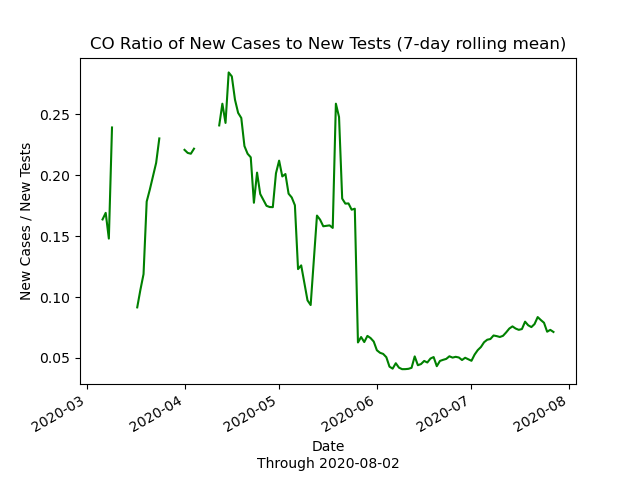 CO Ratio of New Cases to New Tests (7-day rolling mean)
New Cases / New Tests
0.25
0.20
0.15
0.10
0.05
2020-03
2020-04
2020-05
2020-06
2020-07
2020-08
Date
Through 2020-08-02